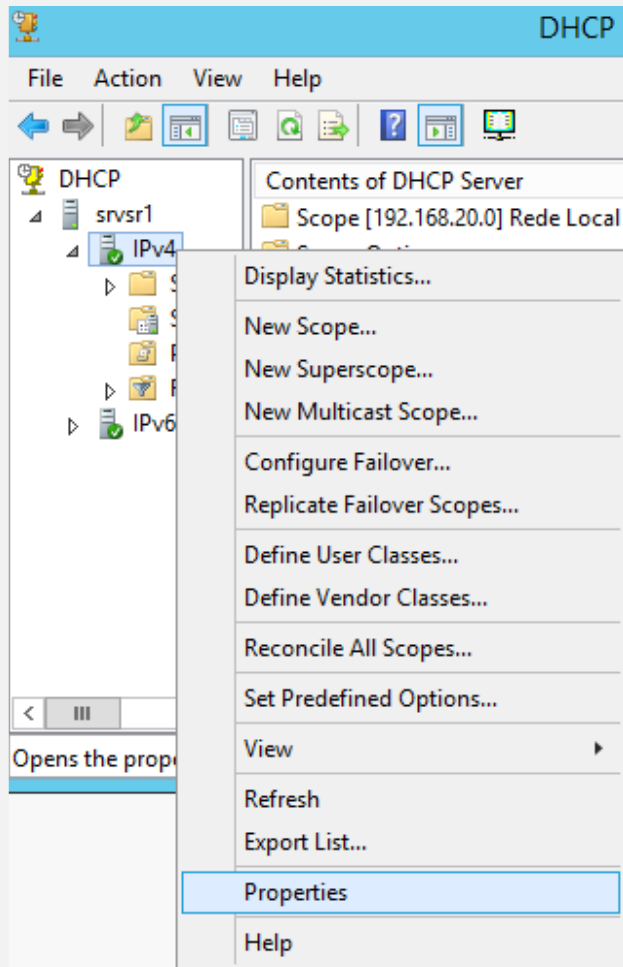 DHCP
File Action View Help
DHCP
Contents of DHCP Server
srvsr1
Scope [192.168.20.0] Rede Local
IPv4
Display Statistics...
New Scope...
New Superscope...
New Multicast Scope...
IPv6
Configure Failover...
Replicate Failover Scopes...
Define User Classes...
Define Vendor Classes...
Reconcile All Scopes...
Set Predefined Options...
Opens the prop
View
Refresh
Export List...
Properties
Help